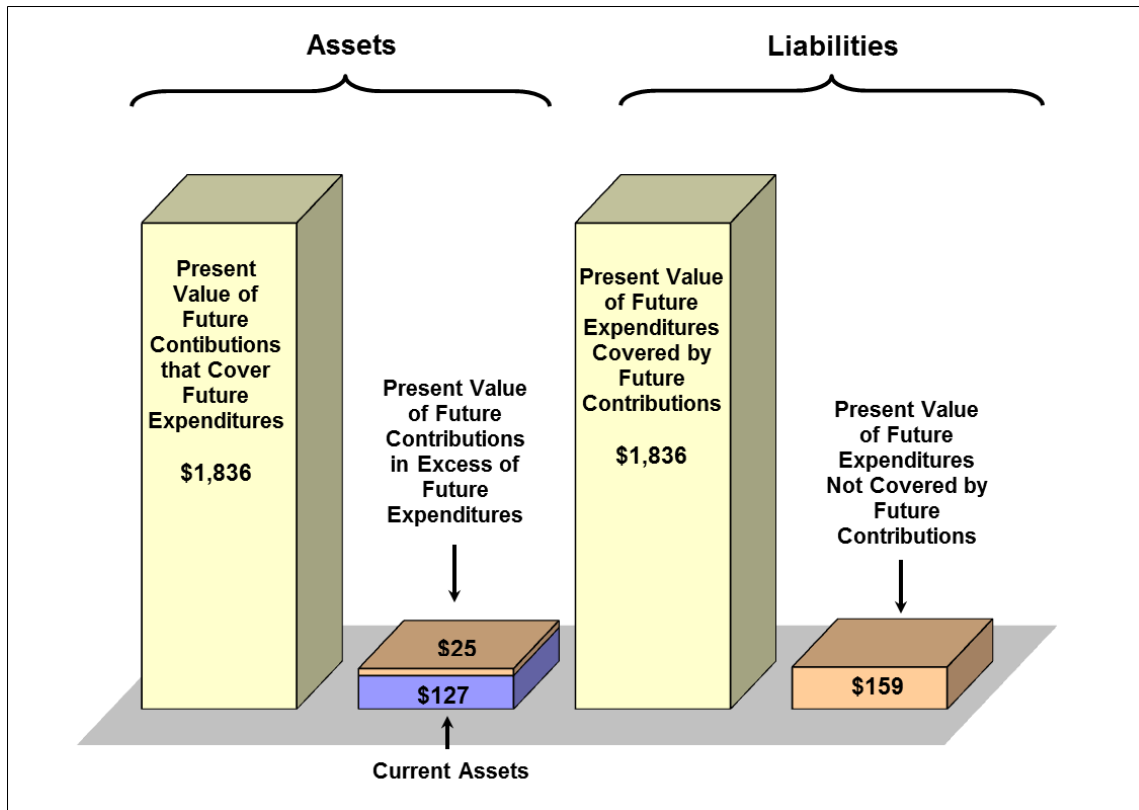 Assets
Liabilities
Present
Value of
Future
Contibutions
that Cover
Future
Expenditures
$1,836
Present Value
of Future
Contributions
in Excess of
Future
Expenditures
$25
$127
Current Assets
Present Value
of Future
Expenditures
Covered by
Future
Contributions
$1,836
Present Value
of Future
Expenditures
Not Covered by
Future
Contributions
$159